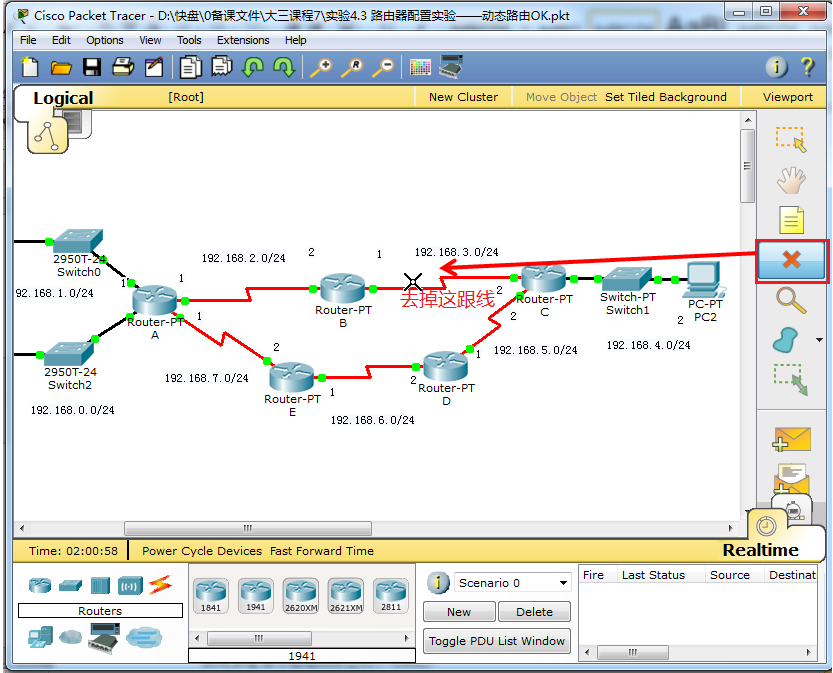 Cisco Packet Tracer - D:\快盘\0备课文件\大三课程7\实验4.3 路由器配置实验——动态路由OK.pkt
File Edit Options View Tools Extensions Help
Logical [Root] New Cluster Move Object Set Tiled Background Viewport
192.168.2.0/24 2 1 192.168.3.0/24
2950T-24
Switch0
92.168.1.0/24 1 1
Router-PT
A
1
Router-PT
B
去掉这跟线
2
Router-PT
C
2
Switch-PT
Switch1
PC-PT
PC2
2
192.168.4.0/24
192.168.5.0/24
2950T-24
Switch2
192.168.0.0/24
192.168.7.0/24
2
Router-PT
E
1
192.168.6.0/24
2
1
Router-PT
D
Time: 02:00:58 Power Cycle Devices Fast Forward Time Realtime
Routers
1841 1941 2620XM 2621XM 2811
1941
Scenario 0
New Delete
Toggle PDU List Window
Fire Last Status Source Destinat